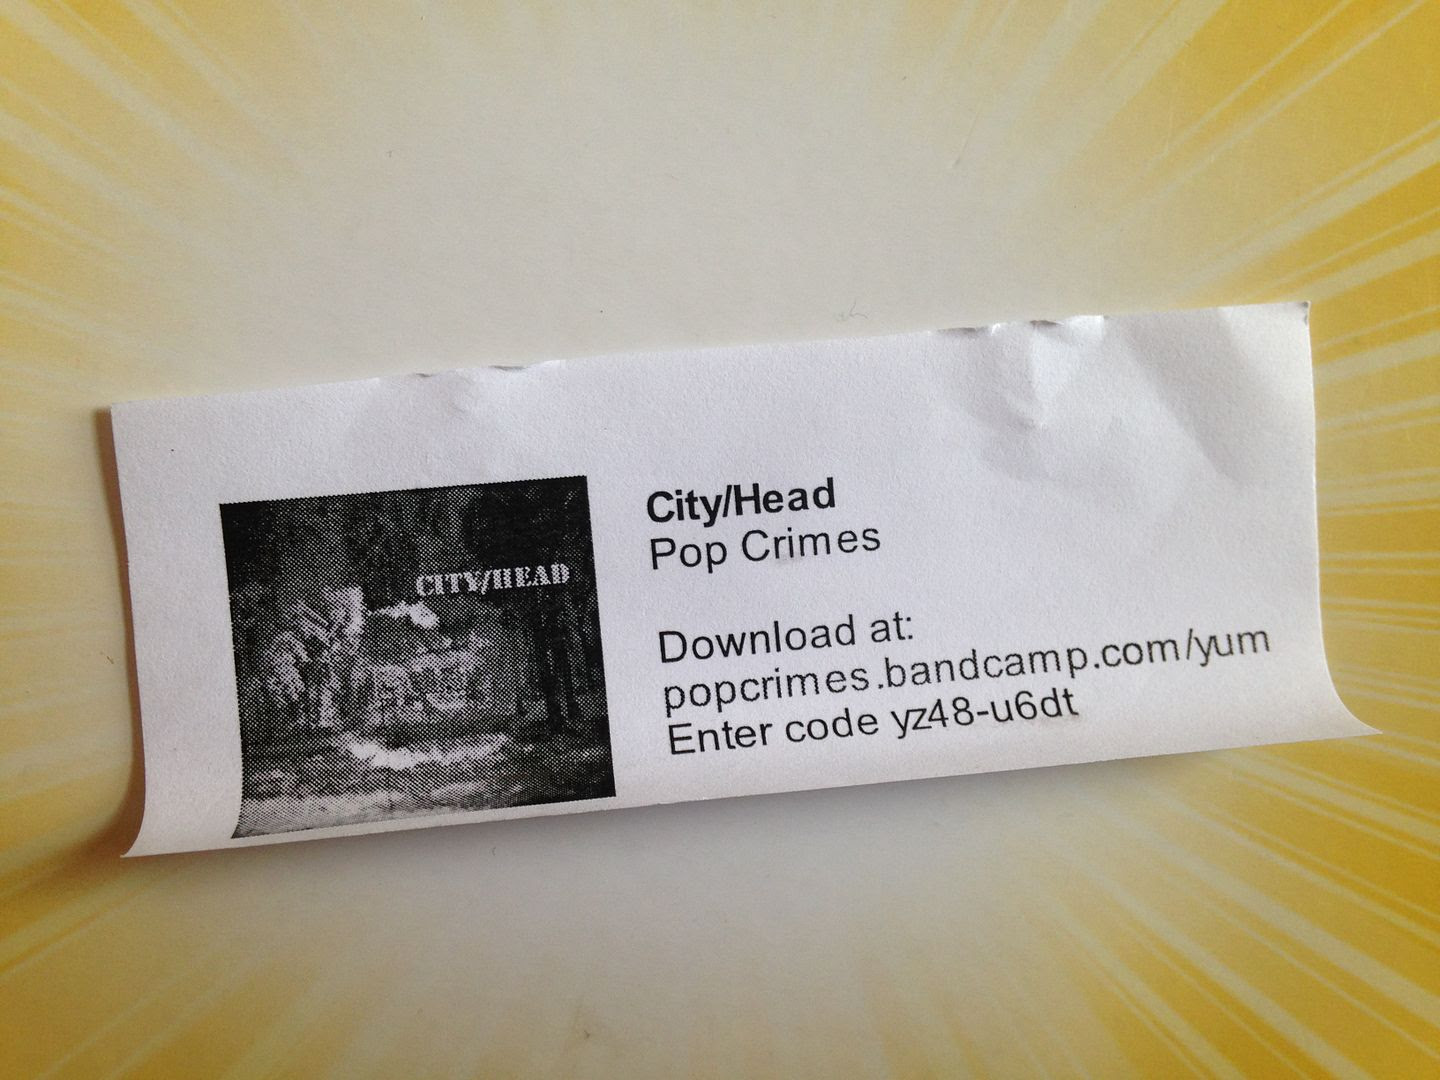 CITY/HEAD
City/Head
Pop Crimes
Download at:
popcrimes.bandcamp.com/yum
Enter code yz48-u6dt